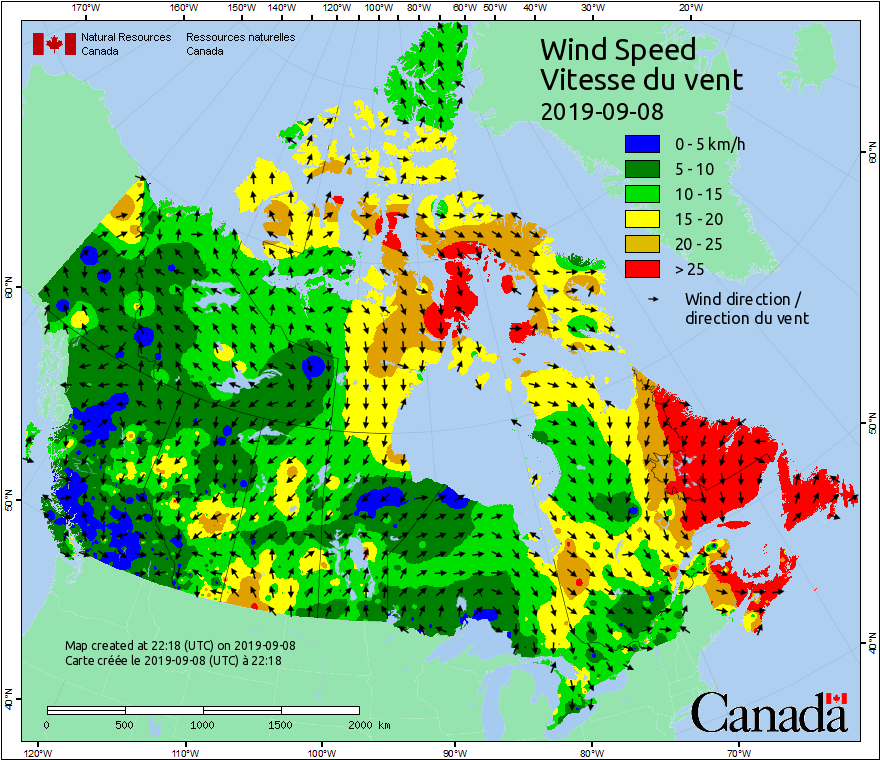 170°W 160°W 150°W 140°W 120°W 100°W 80°W 60°W 50°W 40°W 30°W 20°W
Natural Resources Ressources naturelles
Canada Canada
Wind Speed
Vitesse du vent
2019-09-08
0 - 5 km/h
5 - 10
10 - 15
15 - 20
20 - 25
> 25
Wind direction /
direction du vent
60°N 60°N
50°N 50°N
40°N 40°N
Map created at 22:18 (UTC) on 2019-09-08
Carte créée le 2019-09-08 (UTC) à 22:18
0 500 1000 1500 2000 km
Canada
120°W 110°W 100°W 90°W 80°W 70°W